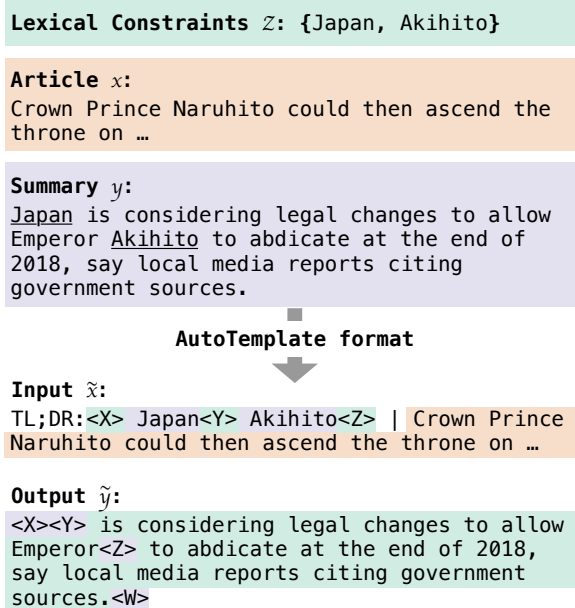 Lexical Constraints Z: {Japan, Akihito}
Article x:
Crown Prince Naruhito could then ascend the
throne on …
Summary y:
Japan is considering legal changes to allow
Emperor Akihito to abdicate at the end of
2018, say local media reports citing
government sources.
AutoTemplate format
Input x̃:
TL;DR:<X> Japan<Y> Akihito<Z> | Crown Prince
Naruhito could then ascend the throne on …
Output ỹ:
<X><Y> is considering legal changes to allow
Emperor<Z> to abdicate at the end of 2018,
say local media reports citing government
sources.<W>